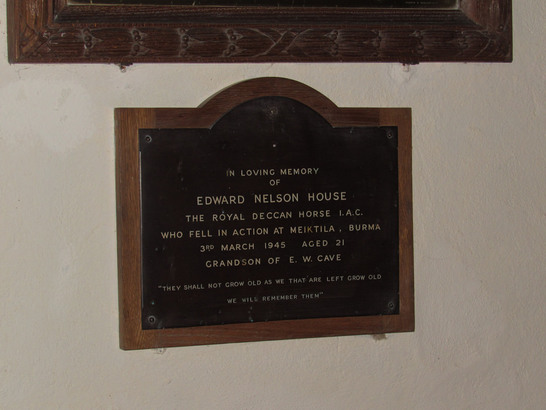 IN LOVING MEMORY
OF
EDWARD NELSON HOUSE
THE ROYAL DECCAN HORSE I.A.C.
WHO FELL IN ACTION AT MEIKTILA, BURMA
3RD MARCH 1945 AGED 21
GRANDSON OF E. W. CAVE
"THEY SHALL NOT GROW OLD AS WE THAT ARE LEFT GROW OLD
WE WILL REMEMBER THEM"